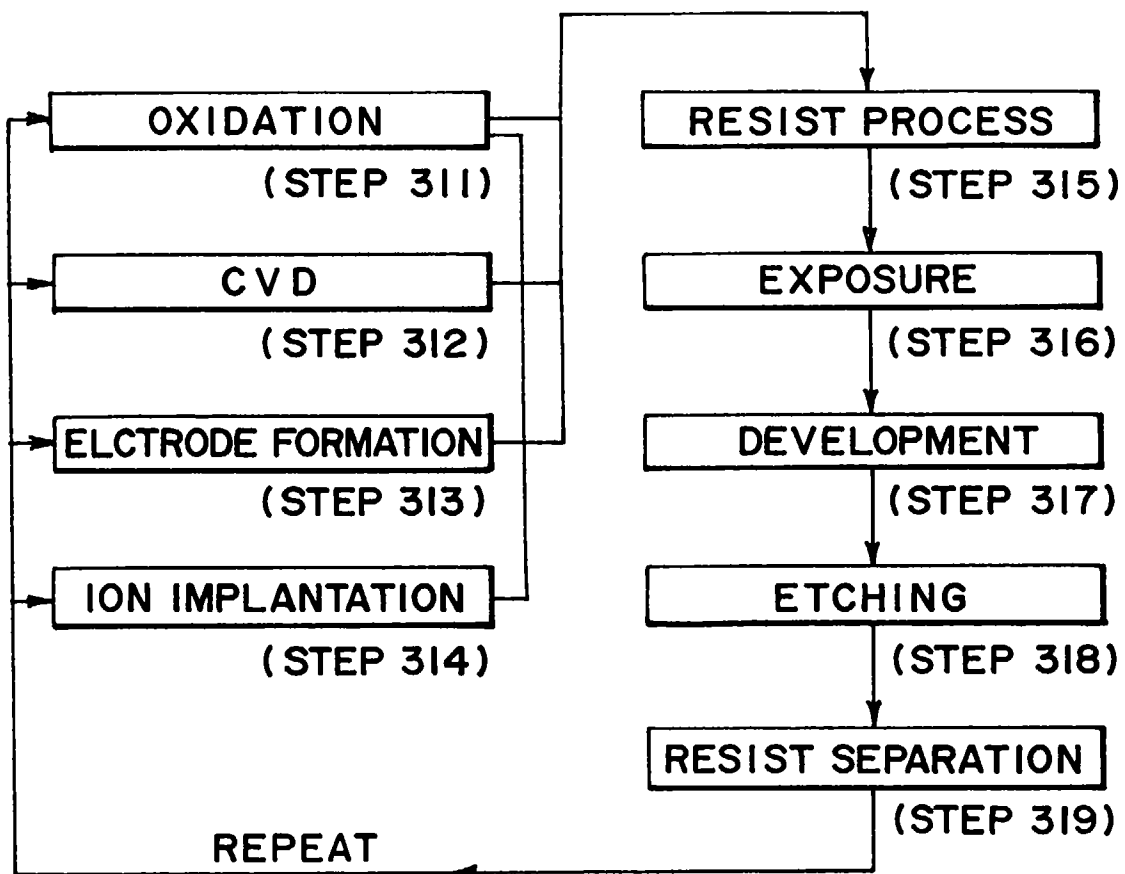 OXIDATION
(STEP 311)
CVD
(STEP 312)
ELCTRODE FORMATION
(STEP 313)
ION IMPLANTATION
(STEP 314)
RESIST PROCESS
(STEP 315)
EXPOSURE
(STEP 316)
DEVELOPMENT
(STEP 317)
ETCHING
(STEP 318)
RESIST SEPARATION
(STEP 319)
REPEAT